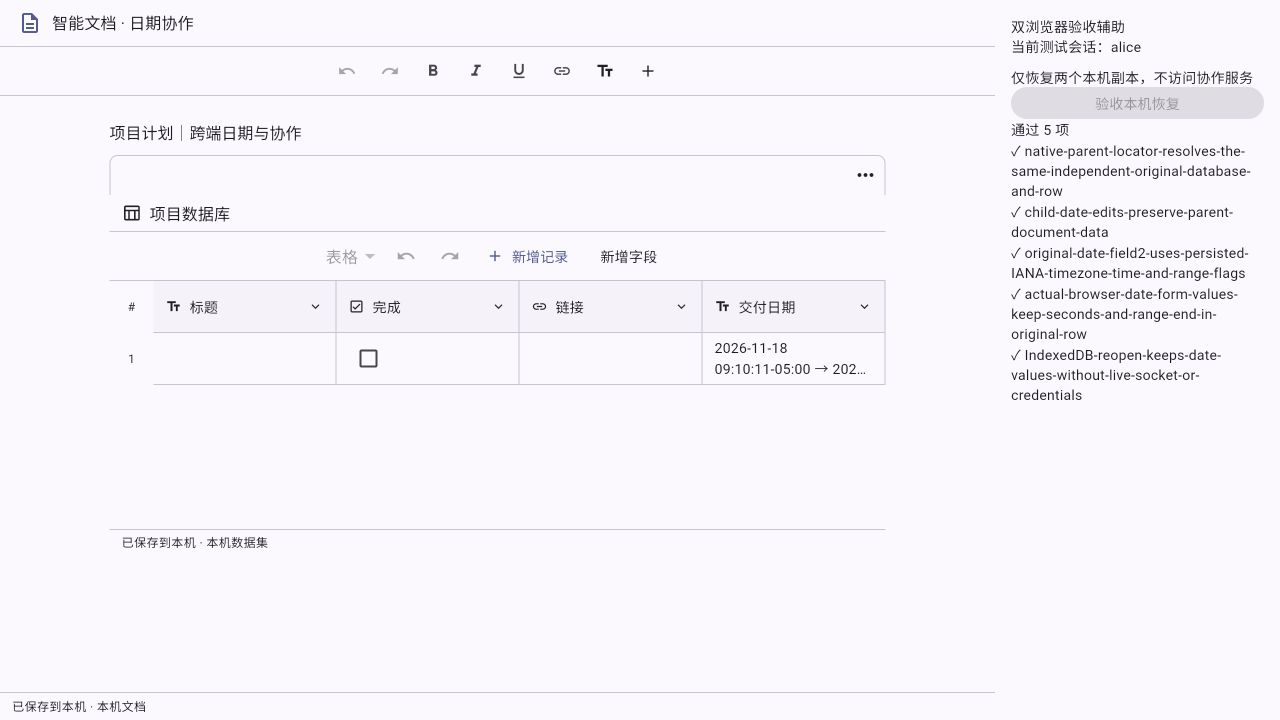 智能文档 · 日期协作
B
I
U
Tt
项目计划｜跨端日期与协作
项目数据库
表格
新增记录
新增字段
#
标题
完成
链接
交付日期
1
2026-11-18
09:10:11-05:00 → 202…
已保存到本机 · 本机数据集
已保存到本机 · 本机文档
双浏览器验收辅助
当前测试会话：alice
仅恢复两个本机副本，不访问协作服务
验收本机恢复
通过 5 项
✓ native-parent-locator-resolves-the-
same-independent-original-database-
and-row
✓ child-date-edits-preserve-parent-
document-data
✓ original-date-field2-uses-persisted-
IANA-timezone-time-and-range-flags
✓ actual-browser-date-form-values-
keep-seconds-and-range-end-in-
original-row
✓ IndexedDB-reopen-keeps-date-
values-without-live-socket-or-
credentials